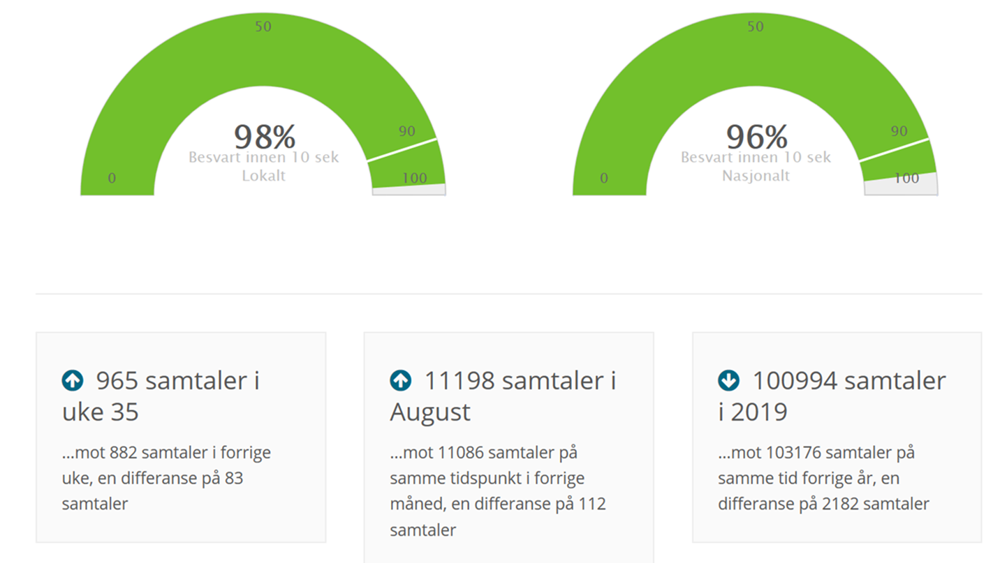 50
90
98%
Besvart innen 10 sek
Lokalt
0
100
50
90
96%
Besvart innen 10 sek
Nasjonalt
0
100
965 samtaler i
uke 35
...mot 882 samtaler i forrige
uke, en differanse på 83
samtaler
11198 samtaler i
August
...mot 11086 samtaler på
samme tidspunkt i forrige
måned, en differanse på 112
samtaler
100994 samtaler
i 2019
...mot 103176 samtaler på
samme tid forrige år, en
differanse på 2182 samtaler